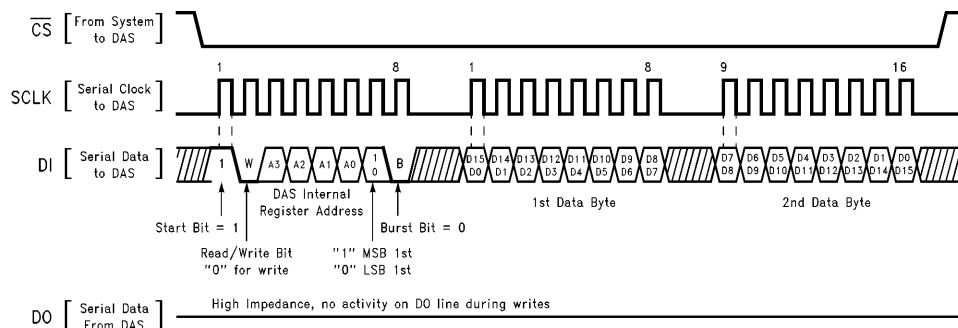 CS [ From System to DAS ]
1 8 1 8 9 16
SCLK [ Serial Clock to DAS ]
DI [ Serial Data to DAS ]
1 W A3 A2 A1 A0 1 B D15 D14 D13 D12 D11 D10 D9 D8 D7 D6 D5 D4 D3 D2 D1 D0
0 D0 D1 D2 D3 D4 D5 D6 D7 D8 D9 D10 D11 D12 D13 D14 D15
DAS Internal
Register Address
1st Data Byte
2nd Data Byte
Start Bit = 1
Burst Bit = 0
Read/Write Bit
"0" for write
"1" MSB 1st
"0" LSB 1st
High Impedance, no activity on DO line during writes
DO [ Serial Data From DAS ]